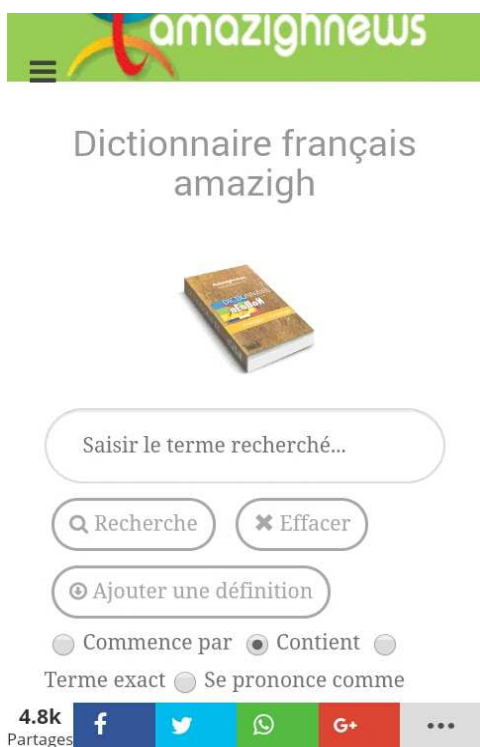 amazighnews
Dictionnaire français
amazigh
DICTIONNAIRE
Saisir le terme recherché...
Recherche
Effacer
Ajouter une définition
Commence par Contient
Terme exact Se prononce comme
4.8k
Partages
G+